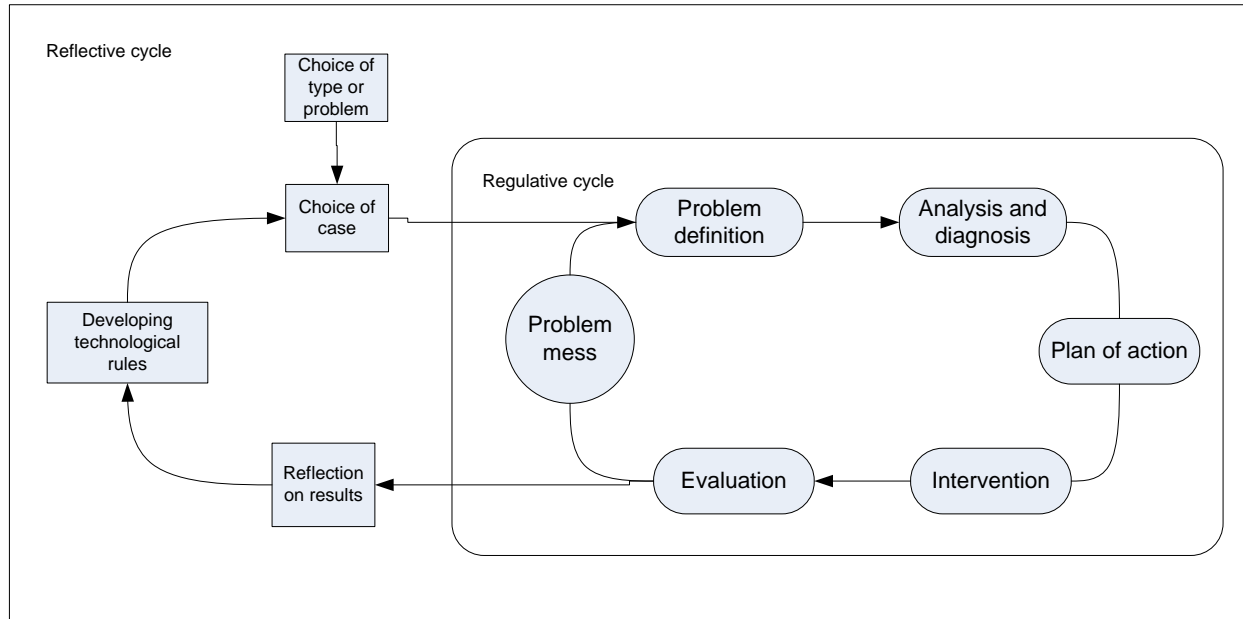 Reflective cycle
Choice of
type or
problem
Choice of
case
Developing
technological
rules
Reflection
on results
Regulative cycle
Problem
definition
Analysis and
diagnosis
Problem
mess
Plan of action
Evaluation
Intervention